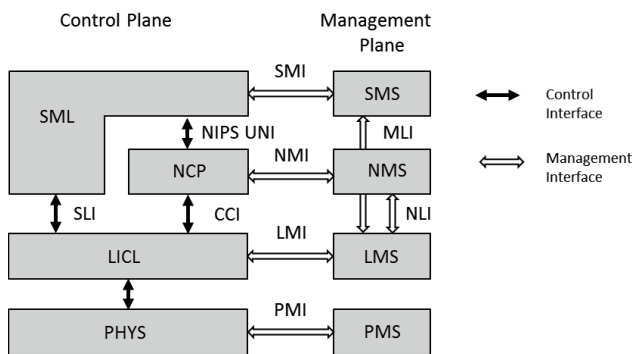 Control Plane
Management
Plane
SMI
SML
SMS
Control
Interface
NIPS UNI
MLI
NMI
NCP
NMS
Management
Interface
SLI
CCI
NLI
LMI
LICL
LMS
PMI
PHYS
PMS